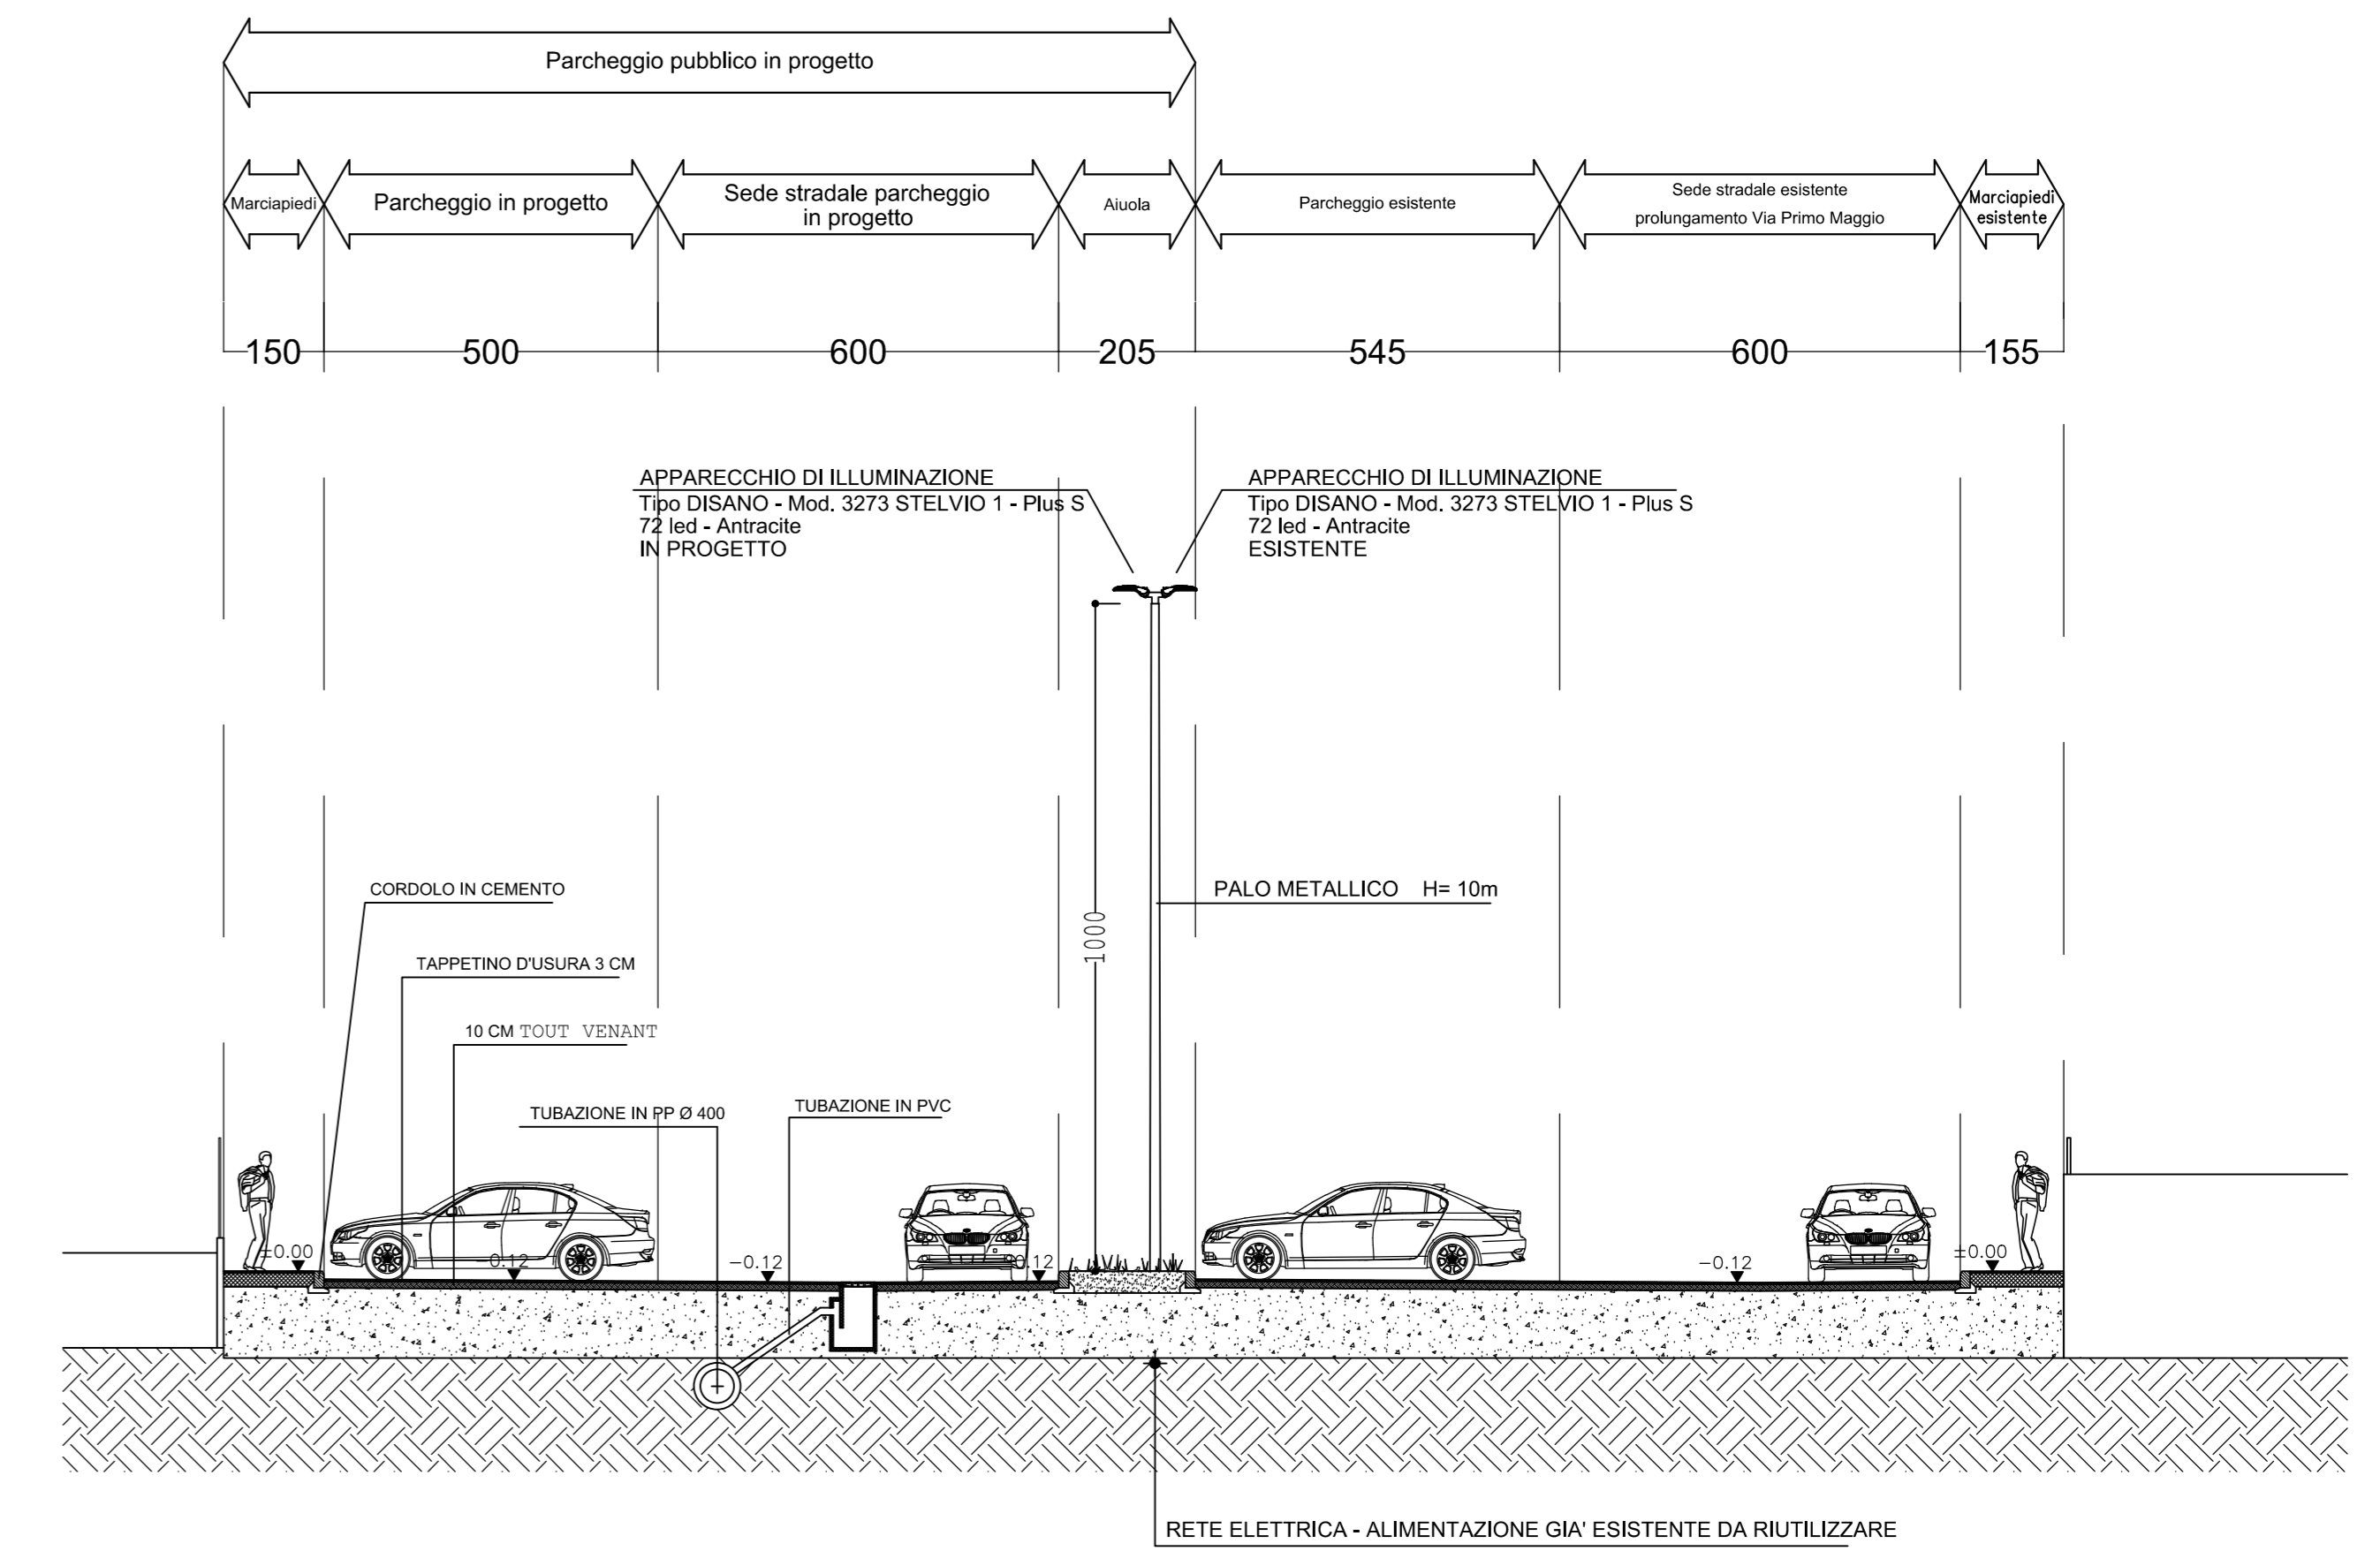 Parcheggio pubblico in progetto
Marciapiedi
Parcheggio in progetto
Sede stradale parcheggio
in progetto
Aiuola
Parcheggio esistente
Sede stradale esistente
prolungamento Via Primo Maggio
Marciapiedi
esistente
150
500
600
205
545
600
155
APPARECCHIO DI ILLUMINAZIONE
Tipo DISANO - Mod. 3273 STELVIO 1 - Plus S
72 led - Antracite
IN PROGETTO
APPARECCHIO DI ILLUMINAZIONE
Tipo DISANO - Mod. 3273 STELVIO 1 - Plus S
72 led - Antracite
ESISTENTE
CORDOLO IN CEMENTO
PALO METALLICO H= 10m
1000
TAPPETINO D'USURA 3 CM
10 CM TOUT VENANT
TUBAZIONE IN PP Ø 400
TUBAZIONE IN PVC
±0.00
-0.12
-0.12
-0.12
-0.12
±0.00
RETE ELETTRICA - ALIMENTAZIONE GIA' ESISTENTE DA RIUTILIZZARE